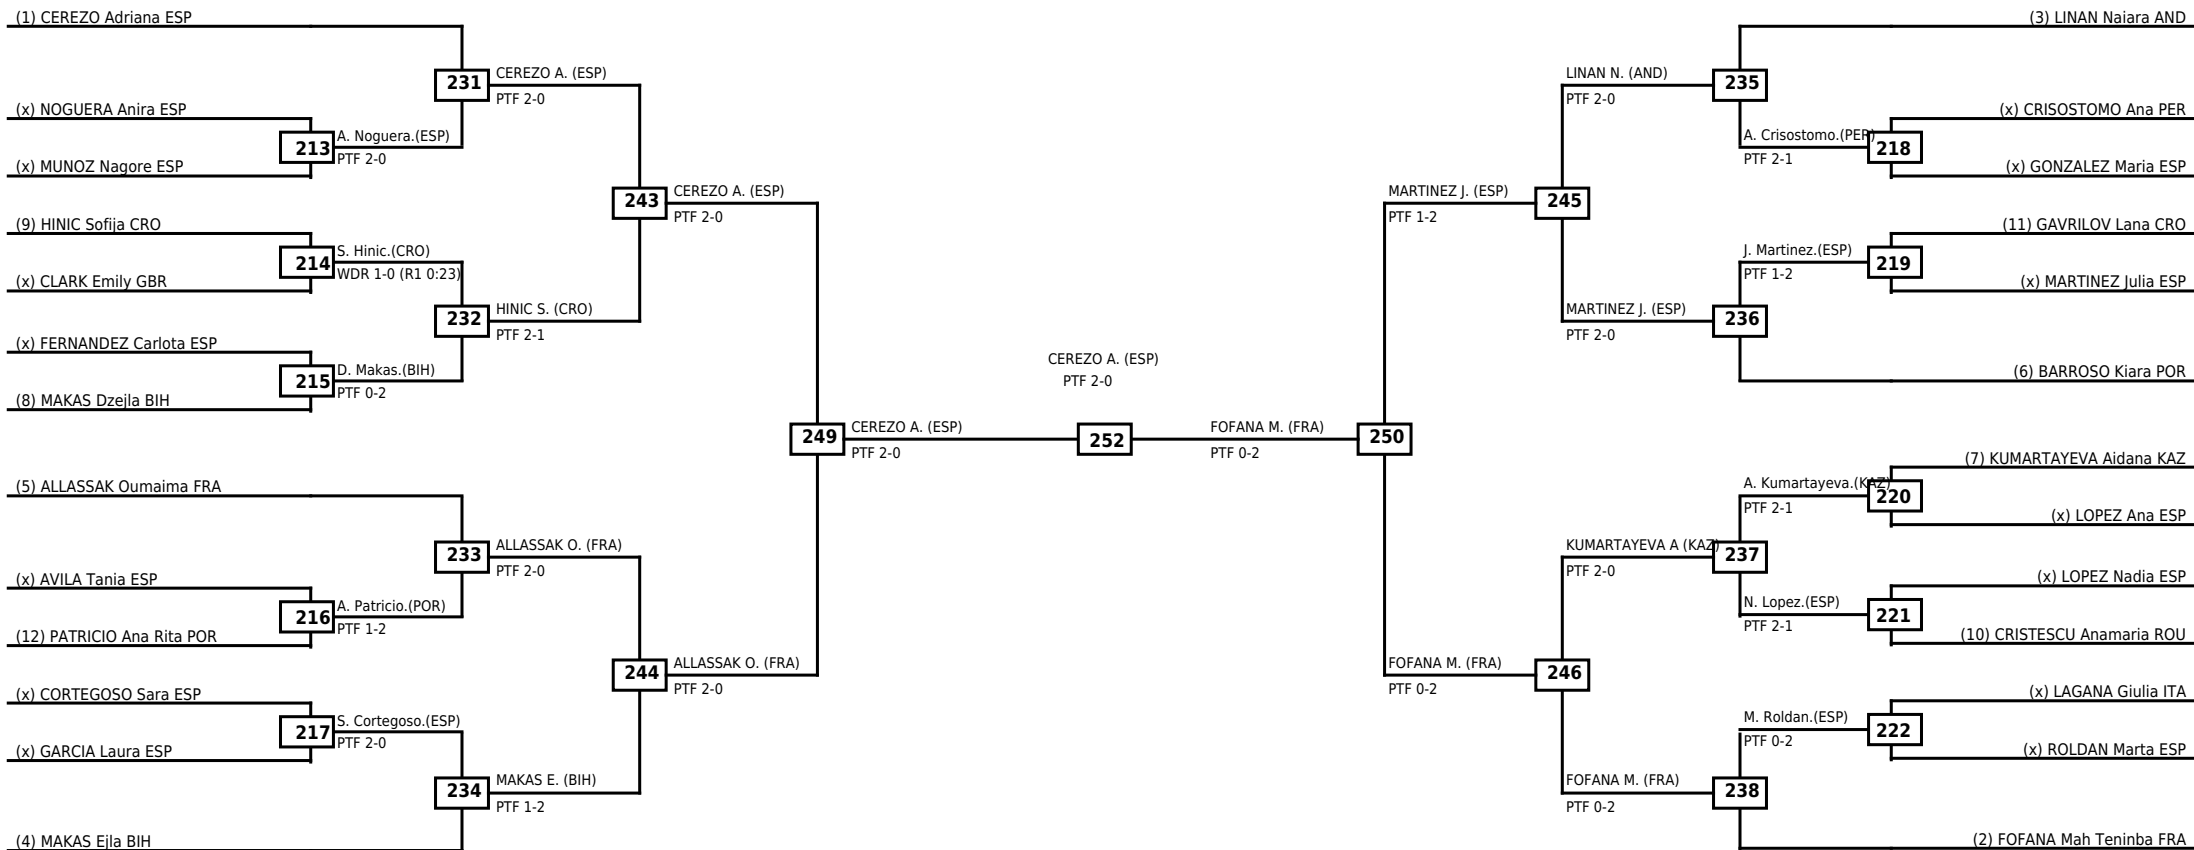 (1) CEREZO Adriana ESP
(x) NOGUERA Anira ESP
(x) MUNOZ Nagore ESP
(9) HINIC Sofija CRO
(x) CLARK Emily GBR
(x) FERNANDEZ Carlota ESP
(8) MAKAS Dzejla BIH
(5) ALLASSAK Oumaima FRA
(x) AVILA Tania ESP
(12) PATRICIO Ana Rita POR
(x) CORTEGOSO Sara ESP
(x) GARCIA Laura ESP
(4) MAKAS Ejla BIH
213
A. Noguera.(ESP)
PTF 2-0
214
S. Hinic.(CRO)
WDR 1-0 (R1 0:23)
215
D. Makas.(BIH)
PTF 0-2
216
A. Patricio.(POR)
PTF 1-2
217
S. Cortegoso.(ESP)
PTF 2-0
231
CEREZO A. (ESP)
PTF 2-0
232
HINIC S. (CRO)
PTF 2-1
233
ALLASSAK O. (FRA)
PTF 2-0
234
MAKAS E. (BIH)
PTF 1-2
243
CEREZO A. (ESP)
PTF 2-0
244
ALLASSAK O. (FRA)
PTF 2-0
249
CEREZO A. (ESP)
PTF 2-0
CEREZO A. (ESP)
PTF 2-0
252
FOFANA M. (FRA)
PTF 0-2
250
MARTINEZ J. (ESP)
PTF 1-2
245
FOFANA M. (FRA)
PTF 0-2
246
LINAN N. (AND)
PTF 2-0
235
MARTINEZ J. (ESP)
PTF 2-0
236
KUMARTAYEVA A (KAZ)
PTF 2-0
237
FOFANA M. (FRA)
PTF 0-2
238
A. Crisostomo.(PER)
PTF 2-1
218
J. Martinez.(ESP)
PTF 1-2
219
A. Kumartayeva.(KAZ)
PTF 2-1
220
N. Lopez.(ESP)
PTF 2-1
221
M. Roldan.(ESP)
PTF 0-2
222
(3) LINAN Naiara AND
(x) CRISOSTOMO Ana PER
(x) GONZALEZ Maria ESP
(11) GAVRILOV Lana CRO
(x) MARTINEZ Julia ESP
(6) BARROSO Kiara POR
(7) KUMARTAYEVA Aidana KAZ
(x) LOPEZ Ana ESP
(x) LOPEZ Nadia ESP
(10) CRISTESCU Anamaria ROU
(x) LAGANA Giulia ITA
(x) ROLDAN Marta ESP
(2) FOFANA Mah Teninba FRA